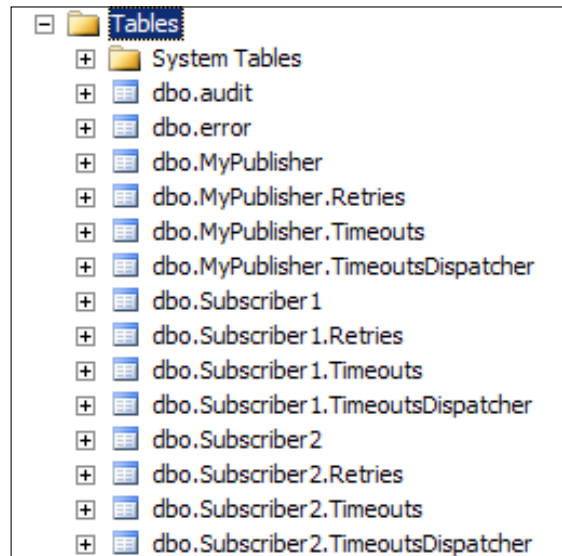 Tables
System Tables
dbo.audit
dbo.error
dbo.MyPublisher
dbo.MyPublisher.Retries
dbo.MyPublisher.Timeouts
dbo.MyPublisher.TimeoutsDispatcher
dbo.Subscriber1
dbo.Subscriber1.Retries
dbo.Subscriber1.Timeouts
dbo.Subscriber1.TimeoutsDispatcher
dbo.Subscriber2
dbo.Subscriber2.Retries
dbo.Subscriber2.Timeouts
dbo.Subscriber2.TimeoutsDispatcher